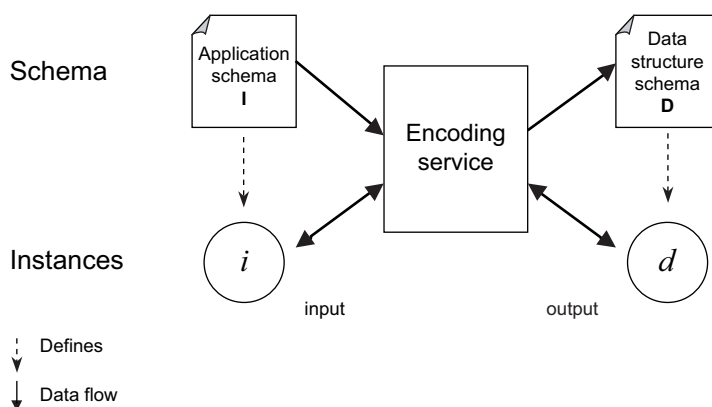 Schema
Application
schema
I
Encoding
service
Data
structure
schema
D
Instances
i
d
input
output
Defines
Data flow